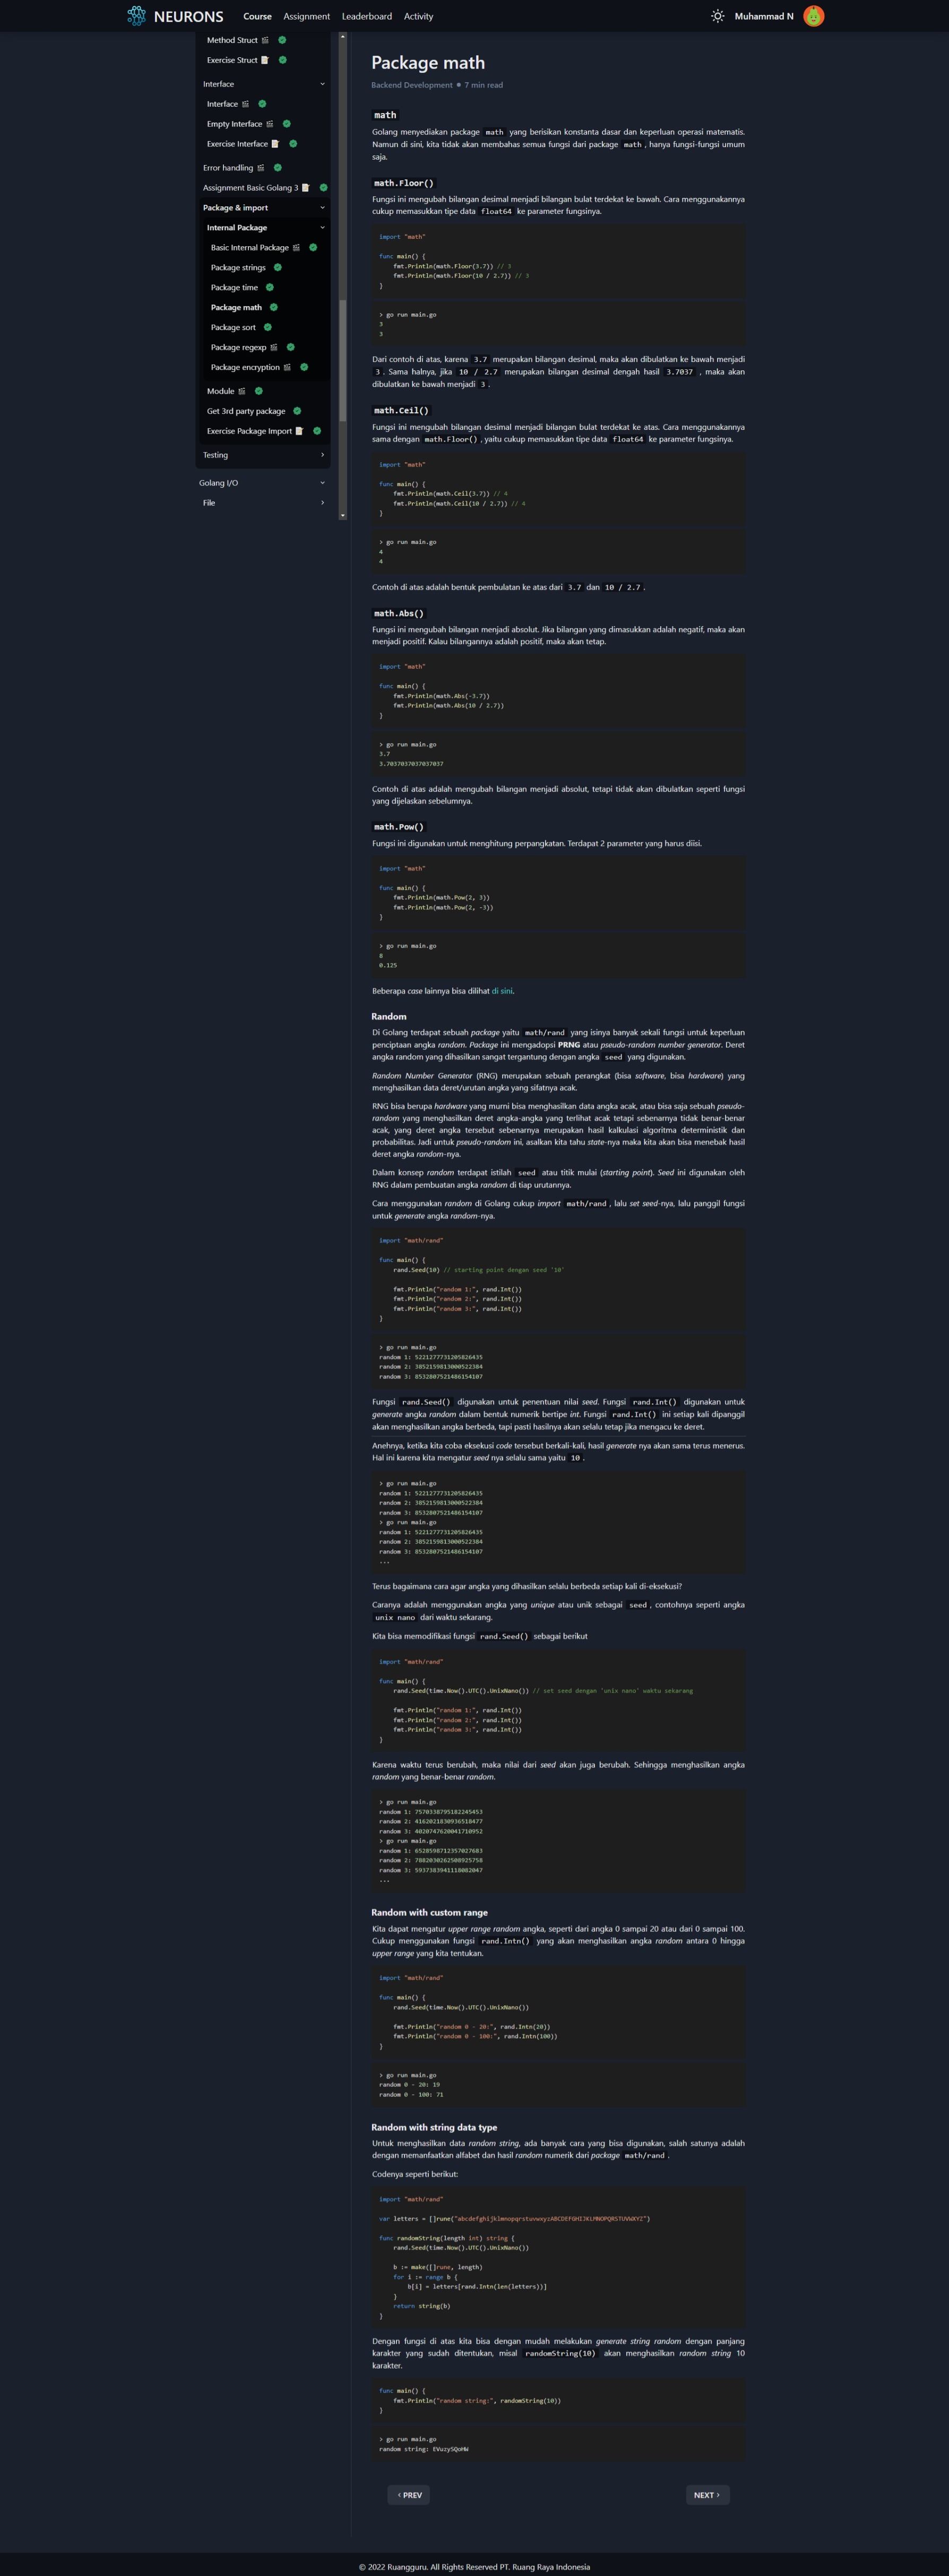 NEURONS Course Assignment Leaderboard Activity Muhammad N
Method Struct
Exercise Struct
Interface
Interface
Empty Interface
Exercise Interface
Error handling
Assignment Basic Golang 3
Package & import
Internal Package
Basic Internal Package
Package strings
Package time
Package math
Package sort
Package regexp
Package encryption
Module
Get 3rd party package
Exercise Package Import
Testing
Golang I/O
File
Package math
Backend Development • 7 min read
math
Golang menyediakan package math yang berisikan konstanta dasar dan keperluan operasi matematis.
Namun di sini, kita tidak akan membahas semua fungsi dari package math, hanya fungsi-fungsi umum
saja.
math.Floor()
Fungsi ini mengubah bilangan desimal menjadi bilangan bulat terdekat ke bawah. Cara menggunakannya
cukup memasukkan tipe data float64 ke parameter fungsinya.
import "math"
func main() {
fmt.Println(math.Floor(3.7)) // 3
fmt.Println(math.Floor(10 / 2.7)) // 3
}
> go run main.go
3
3
Dari contoh di atas, karena 3.7 merupakan bilangan desimal, maka akan dibulatkan ke bawah menjadi
3. Sama halnya, jika 10 / 2.7 merupakan bilangan desimal dengah hasil 3.7037 , maka akan
dibulatkan ke bawah menjadi 3.
math.Ceil()
Fungsi ini mengubah bilangan desimal menjadi bilangan bulat terdekat ke atas. Cara menggunakannya
sama dengan math.Floor(), yaitu cukup memasukkan tipe data float64 ke parameter fungsinya.
import "math"
func main() {
fmt.Println(math.Ceil(3.7)) // 4
fmt.Println(math.Ceil(10 / 2.7)) // 4
}
> go run main.go
4
4
Contoh di atas adalah bentuk pembulatan ke atas dari 3.7 dan 10 / 2.7.
math.Abs()
Fungsi ini mengubah bilangan menjadi absolut. Jika bilangan yang dimasukkan adalah negatif, maka akan
menjadi positif. Kalau bilangannya adalah positif, maka akan tetap.
import "math"
func main() {
fmt.Println(math.Abs(-3.7))
fmt.Println(math.Abs(10 / 2.7))
}
> go run main.go
3.7
3.7037037037037037
Contoh di atas adalah mengubah bilangan menjadi absolut, tetapi tidak akan dibulatkan seperti fungsi
yang dijelaskan sebelumnya.
math.Pow()
Fungsi ini digunakan untuk menghitung perpangkatan. Terdapat 2 parameter yang harus diisi.
import "math"
func main() {
fmt.Println(math.Pow(2, 3))
fmt.Println(math.Pow(2, -3))
}
> go run main.go
8
0.125
Beberapa case lainnya bisa dilihat di sini.
Random
Di Golang terdapat sebuah package yaitu math/rand yang isinya banyak sekali fungsi untuk keperluan
penciptaan angka random. Package ini mengadopsi PRNG atau pseudo-random number generator. Deret
angka random yang dihasilkan sangat tergantung dengan angka seed yang digunakan.
Random Number Generator (RNG) merupakan sebuah perangkat (bisa software, bisa hardware) yang
menghasilkan data deret/urutan angka yang sifatnya acak.
RNG bisa berupa hardware yang murni bisa menghasilkan data angka acak, atau bisa saja sebuah pseudo-
random yang menghasilkan deret angka-angka yang terlihat acak tetapi sebenarnya tidak benar-benar
acak, yang deret angka tersebut sebenarnya merupakan hasil kalkulasi algoritma deterministik dan
probabilitas. Jadi untuk pseudo-random ini, asalkan kita tahu state-nya maka kita akan bisa menebak hasil
deret angka random-nya.
Dalam konsep random terdapat istilah seed atau titik mulai (starting point). Seed ini digunakan oleh
RNG dalam pembuatan angka random di tiap urutannya.
Cara menggunakan random di Golang cukup import math/rand, lalu set seed-nya, lalu panggil fungsi
untuk generate angka random-nya.
import "math/rand"
func main() {
rand.Seed(10) // starting point dengan seed '10'
fmt.Println("random 1:", rand.Int())
fmt.Println("random 2:", rand.Int())
fmt.Println("random 3:", rand.Int())
}
> go run main.go
random 1: 5221277731205826435
random 2: 3852159813000522384
random 3: 8532807521486154107
Fungsi rand.Seed() digunakan untuk penentuan nilai seed. Fungsi rand.Int() digunakan untuk
generate angka random dalam bentuk numerik bertipe int. Fungsi rand.Int() ini setiap kali dipanggil
akan menghasilkan angka berbeda, tapi pasti hasilnya akan selalu tetap jika mengacu ke deret.
Anehnya, ketika kita coba eksekusi code tersebut berkali-kali, hasil generate nya akan sama terus menerus.
Hal ini karena kita mengatur seed nya selalu sama yaitu 10.
> go run main.go
random 1: 5221277731205826435
random 2: 3852159813000522384
random 3: 8532807521486154107
> go run main.go
random 1: 5221277731205826435
random 2: 3852159813000522384
random 3: 8532807521486154107
...
Terus bagaimana cara agar angka yang dihasilkan selalu berbeda setiap kali di-eksekusi?
Caranya adalah menggunakan angka yang unique atau unik sebagai seed, contohnya seperti angka
unix nano dari waktu sekarang.
Kita bisa memodifikasi fungsi rand.Seed() sebagai berikut
import "math/rand"
func main() {
rand.Seed(time.Now().UTC().UnixNano()) // set seed dengan 'unix nano' waktu sekarang
fmt.Println("random 1:", rand.Int())
fmt.Println("random 2:", rand.Int())
fmt.Println("random 3:", rand.Int())
}
Karena waktu terus berubah, maka nilai dari seed akan juga berubah. Sehingga menghasilkan angka
random yang benar-benar random.
> go run main.go
random 1: 7570338795182245453
random 2: 4162021830936518477
random 3: 4020747620041710952
> go run main.go
random 1: 6528598712357027683
random 2: 7082030262508925758
random 3: 5937383941118082047
...
Random with custom range
Kita dapat mengatur upper range random angka, seperti dari angka 0 sampai 20 atau dari 0 sampai 100.
Cukup menggunakan fungsi rand.Intn() yang akan menghasilkan angka random antara 0 hingga
upper range yang kita tentukan.
import "math/rand"
func main() {
rand.Seed(time.Now().UTC().UnixNano())
fmt.Println("random 0 - 20:", rand.Intn(20))
fmt.Println("random 0 - 100:", rand.Intn(100))
}
> go run main.go
random 0 - 20: 19
random 0 - 100: 71
Random with string data type
Untuk menghasilkan data random string, ada banyak cara yang bisa digunakan, salah satunya adalah
dengan memanfaatkan alfabet dan hasil random numerik dari package math/rand.
Codenya seperti berikut:
import "math/rand"
var letters = []rune("abcdefghijklmnopqrstuvwxyzABCDEFGHIJKLMNOPQRSTUVWXYZ")
func randomString(length int) string {
rand.Seed(time.Now().UTC().UnixNano())
b := make([]rune, length)
for i := range b {
b[i] = letters[rand.Intn(len(letters))]
}
return string(b)
}
Dengan fungsi di atas kita bisa dengan mudah melakukan generate string random dengan panjang
karakter yang sudah ditentukan, misal randomString(10) akan menghasilkan random string 10
karakter.
func main() {
fmt.Println("random string:", randomString(10))
}
> go run main.go
random string: EVuzySQoHW
‹ PREV NEXT ›
© 2022 Ruangguru. All Rights Reserved PT. Ruang Raya Indonesia